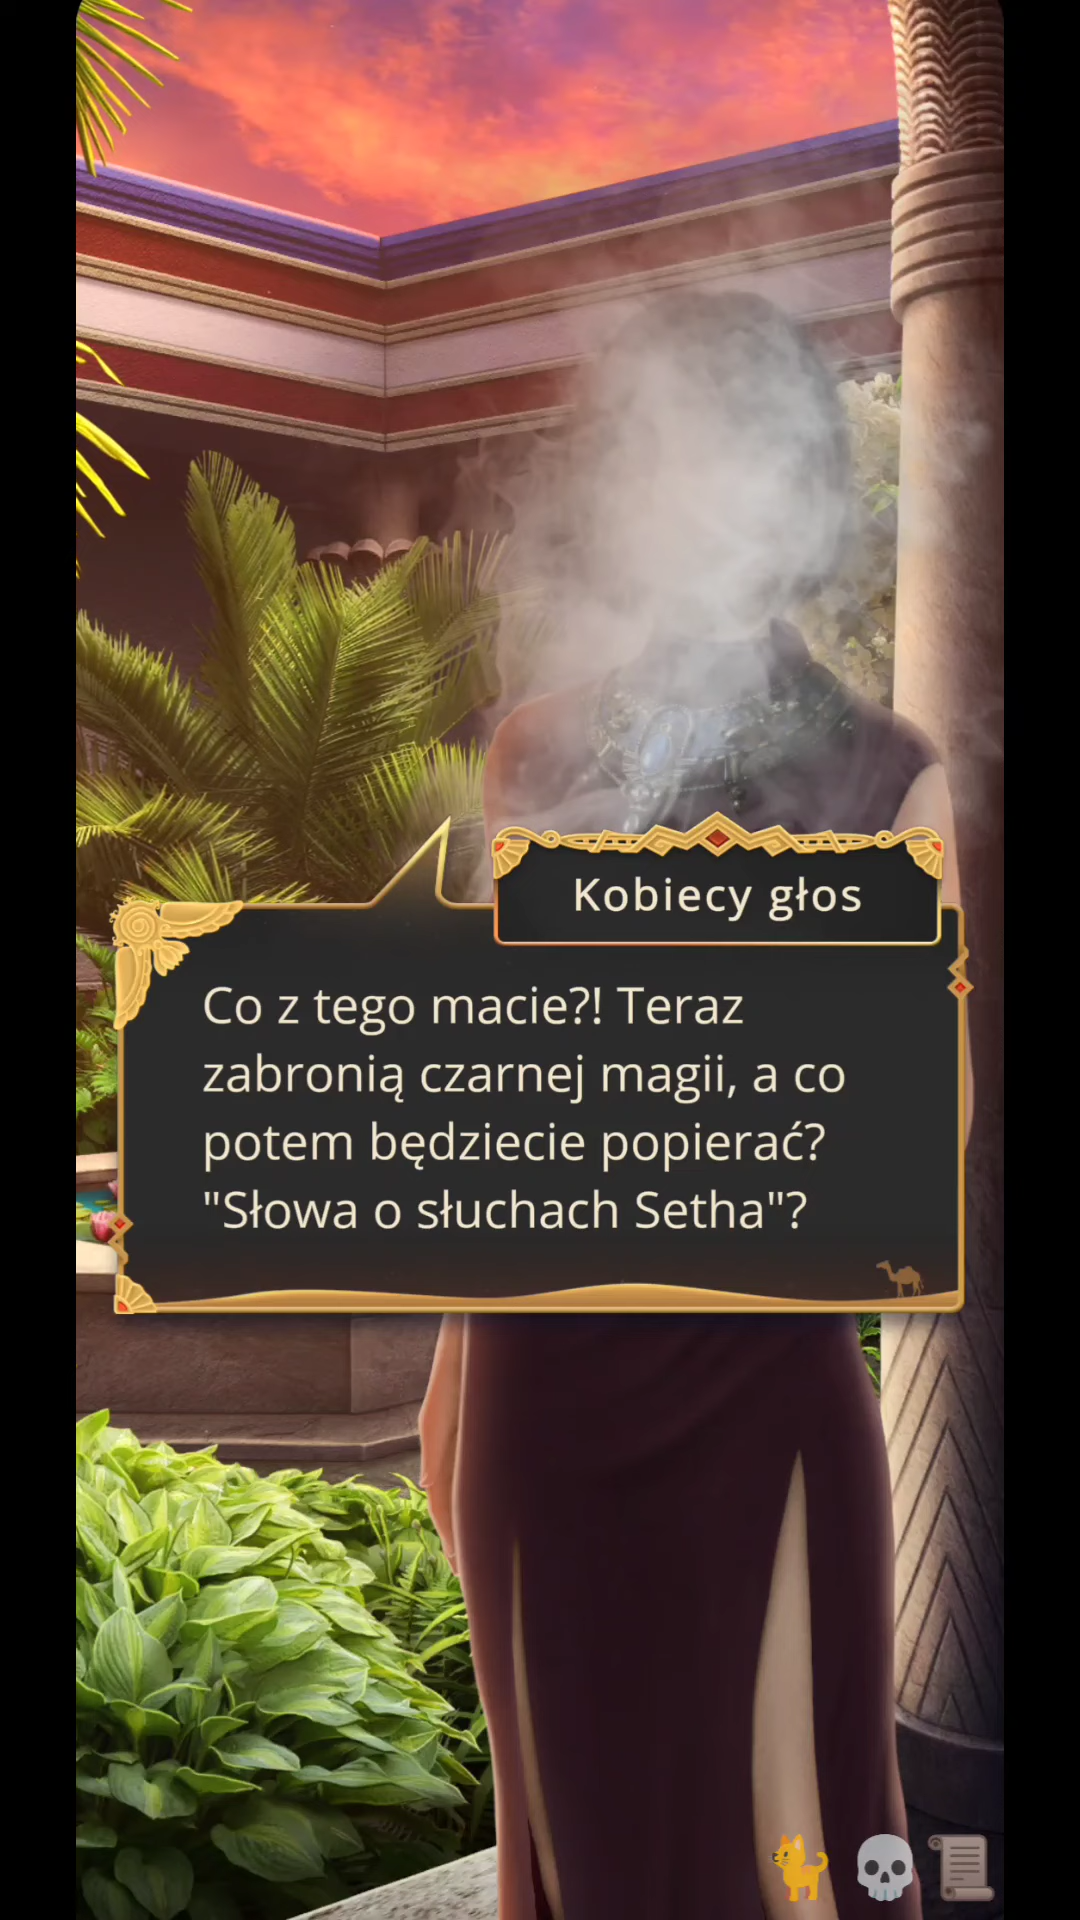 Kobiecy głos
Co z tego macie?! Teraz
zabronią czarnej magii, a co
potem będziecie popierać?
"Słowa o słuchach Setha"?